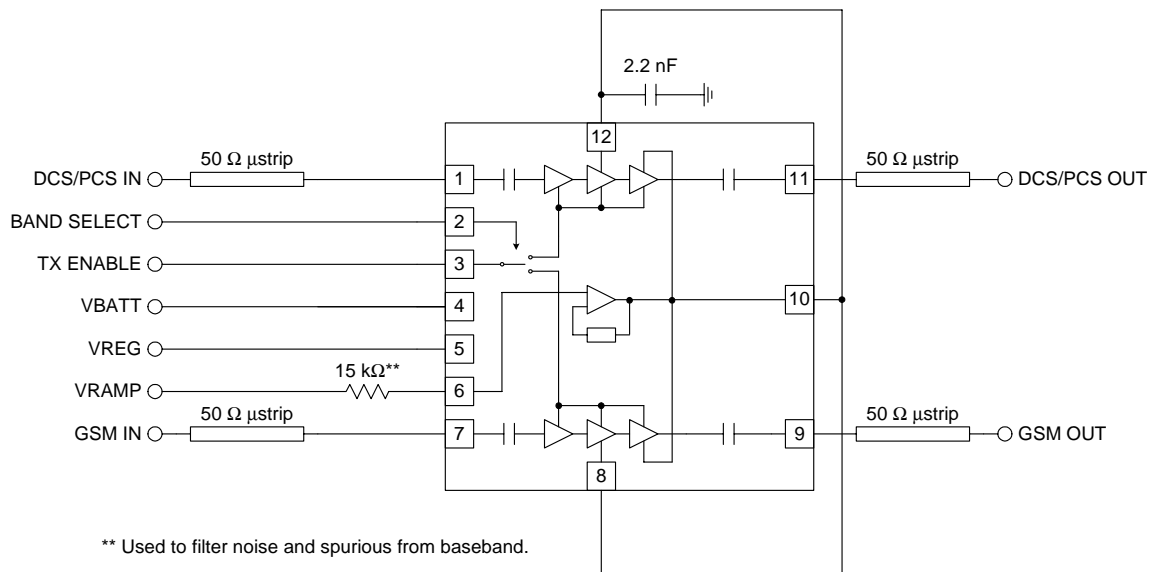 2.2 nF
12
50 Ω μstrip
50 Ω μstrip
DCS/PCS IN
1
11
DCS/PCS OUT
BAND SELECT
2
TX ENABLE
3
VBATT
4
10
VREG
5
15 kΩ**
VRAMP
6
50 Ω μstrip
50 Ω μstrip
GSM IN
7
9
GSM OUT
8
** Used to filter noise and spurious from baseband.